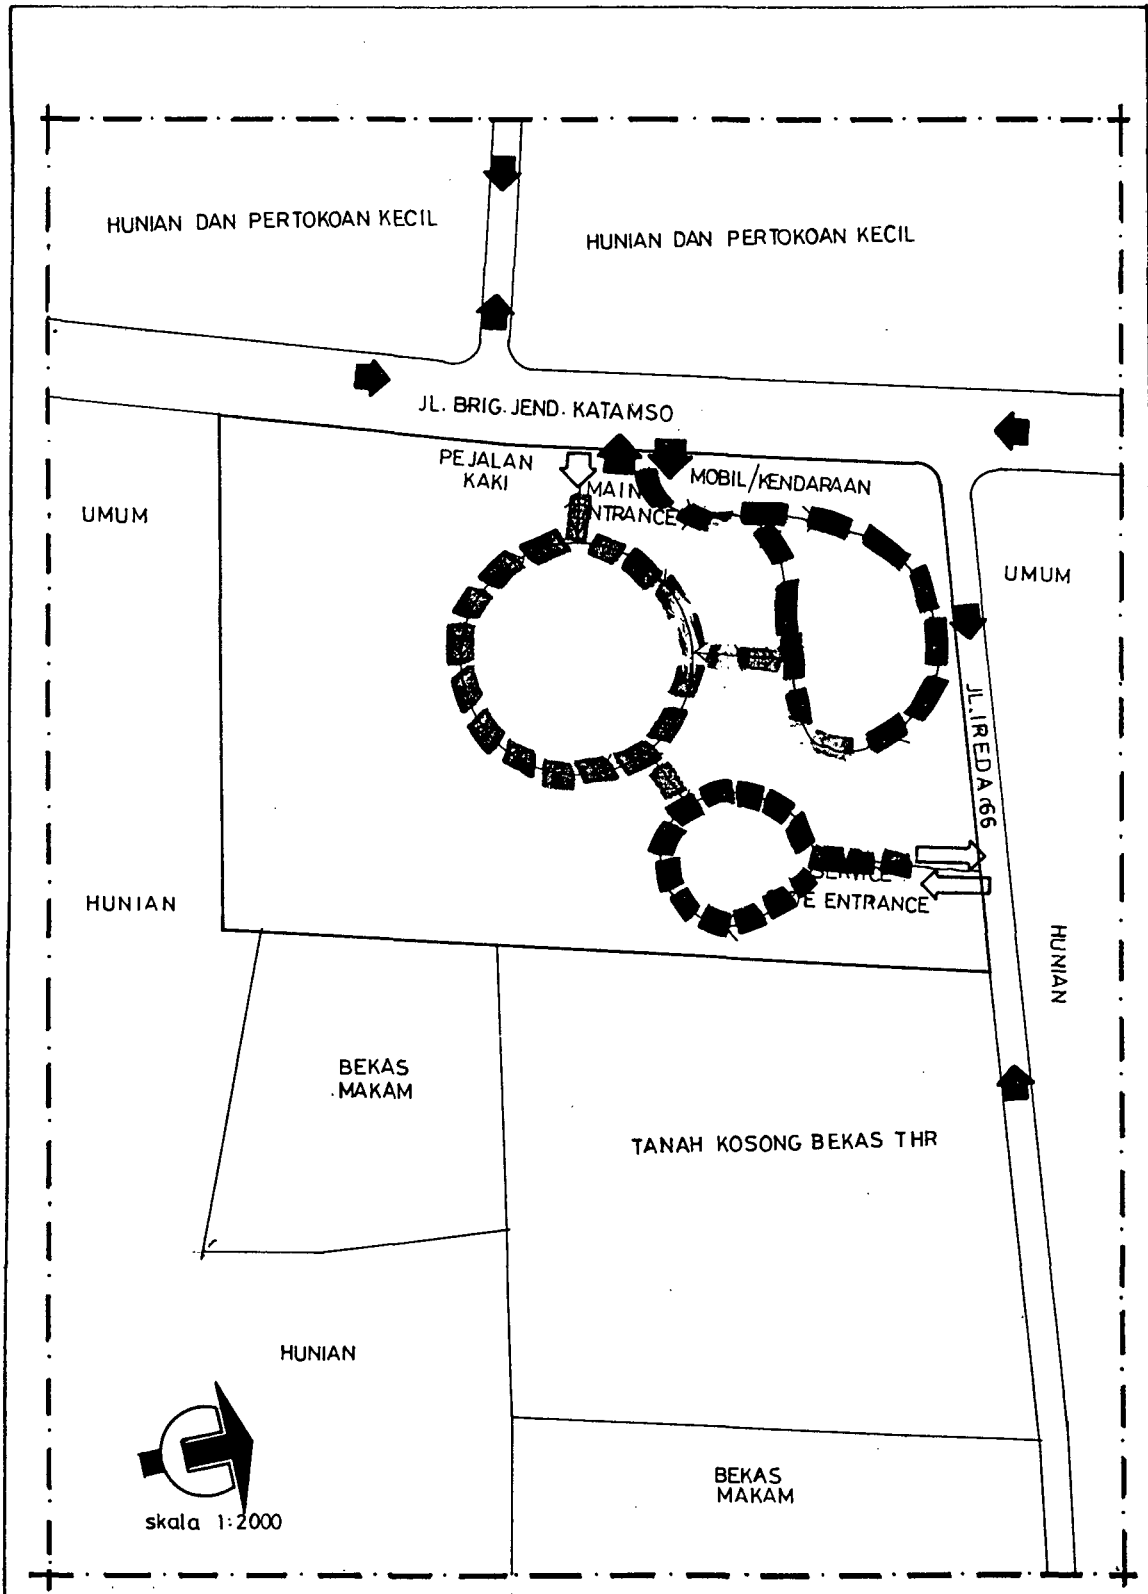 HUNIAN DAN PERTOKOAN KECIL
HUNIAN DAN PERTOKOAN KECIL
JL. BRIG. JEND. KATAMSO
PEJALAN
KAKI
MAIN
ENTRANCE
MOBIL/KENDARAAN
UMUM
UMUM
JL. IREDA
HUNIAN
SERVICE
ENTRANCE
HUNIAN
BEKAS
MAKAM
TANAH KOSONG BEKAS THR
HUNIAN
BEKAS
MAKAM
skala 1:2000